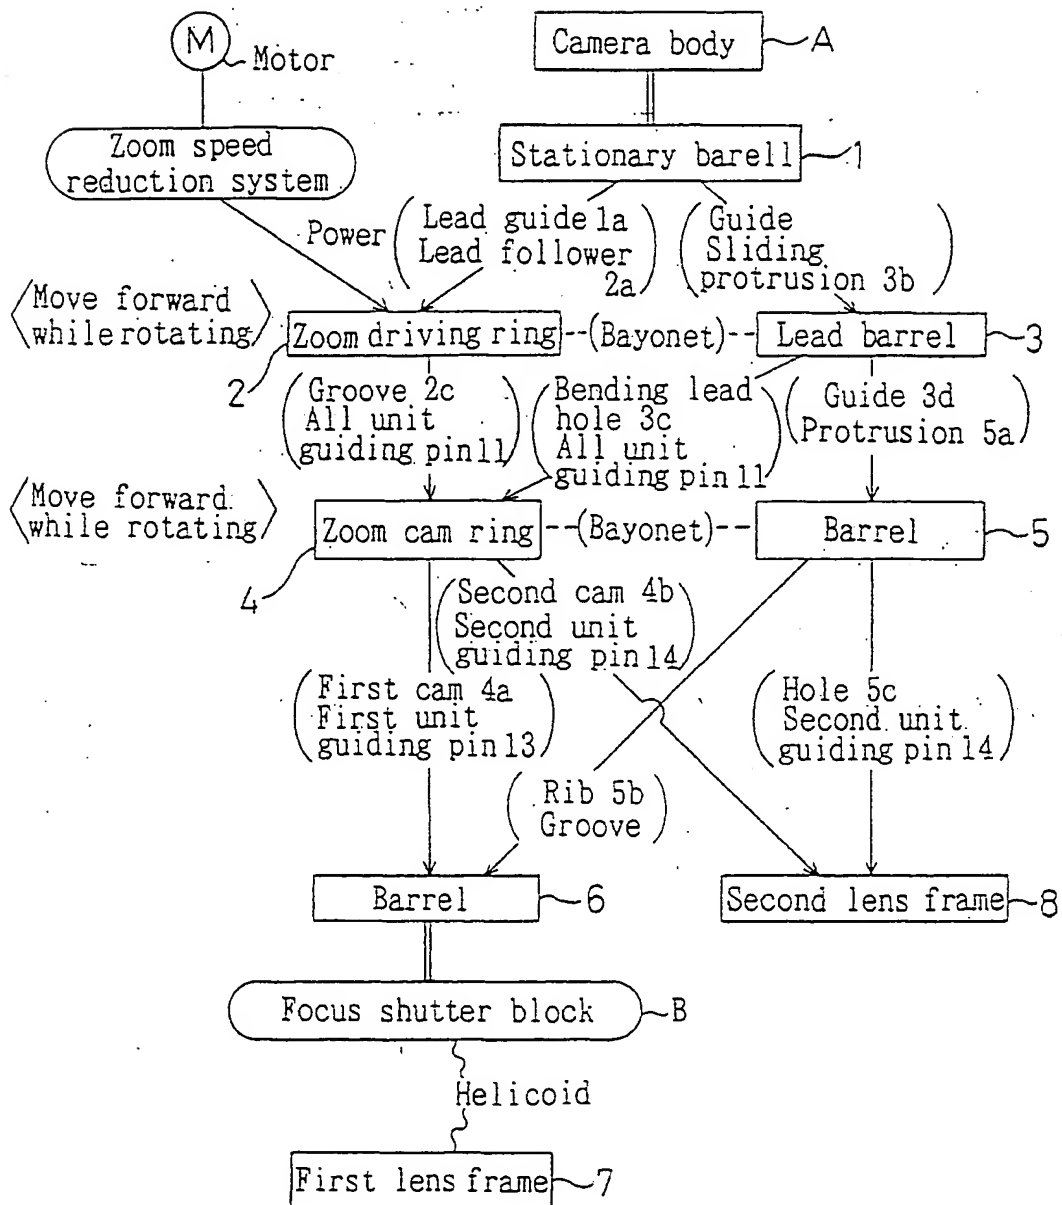 M
Motor
Camera body
A
Zoom speed
reduction system
Stationary barell
1
Power
(Lead guide 1a
Lead follower
2a)
(Guide
Sliding
protrusion 3b)
<Move forward
while rotating>
Zoom driving ring
--(Bayonet)--
Lead barrel
3
2
(Groove 2c
All unit
guiding pin 11)
(Bending lead
hole 3c
All unit
guiding pin 11)
(Guide 3d
Protrusion 5a)
<Move forward
while rotating>
Zoom cam ring
--(Bayonet)--
Barrel
5
4
(Second cam 4b
Second unit
guiding pin 14)
(First cam 4a
First unit
guiding pin 13)
(Hole 5c
Second unit
guiding pin 14)
(Rib 5b
Groove)
Barrel
6
Second lens frame
8
Focus shutter block
B
Helicoid
First lens frame
7